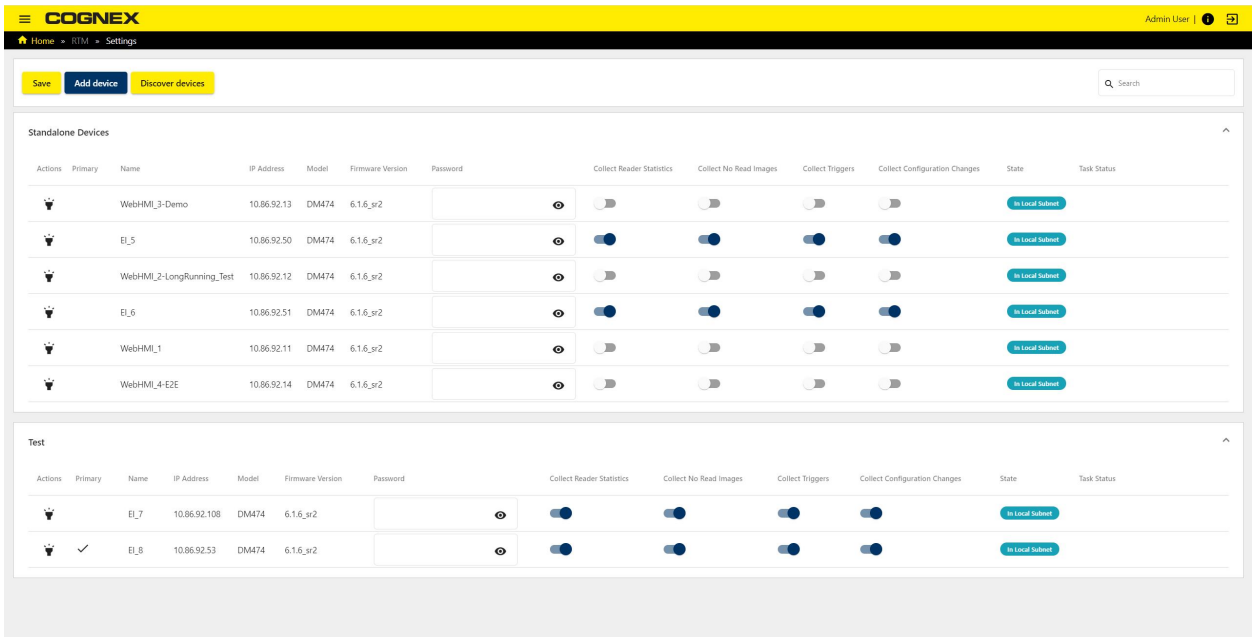 COGNEX Admin User |
Home » RTM » Settings
Save Add device Discover devices Search
Standalone Devices
Actions Primary Name IP Address Model Firmware Version Password Collect Reader Statistics Collect No Read Images Collect Triggers Collect Configuration Changes State Task Status
WebHMI_3-Demo 10.86.92.13 DM474 6.1.6_sr2 In Local Subnet
EI_5 10.86.92.50 DM474 6.1.6_sr2 In Local Subnet
WebHMI_2-LongRunning_Test 10.86.92.12 DM474 6.1.6_sr2 In Local Subnet
EI_6 10.86.92.51 DM474 6.1.6_sr2 In Local Subnet
WebHMI_1 10.86.92.11 DM474 6.1.6_sr2 In Local Subnet
WebHMI_4-E2E 10.86.92.14 DM474 6.1.6_sr2 In Local Subnet
Test
Actions Primary Name IP Address Model Firmware Version Password Collect Reader Statistics Collect No Read Images Collect Triggers Collect Configuration Changes State Task Status
EI_7 10.86.92.108 DM474 6.1.6_sr2 In Local Subnet
EI_8 10.86.92.53 DM474 6.1.6_sr2 In Local Subnet